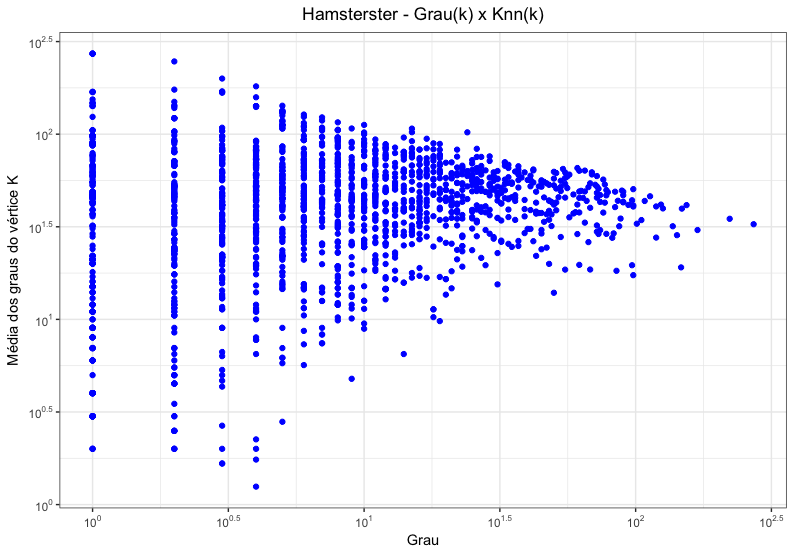 Hamsterster - Grau(k) x Knn(k)
Média dos graus do vértice K
10^2.5
10^2
10^1.5
10^1
10^0.5
10^0
10^0 10^0.5 10^1 10^1.5 10^2 10^2.5
Grau